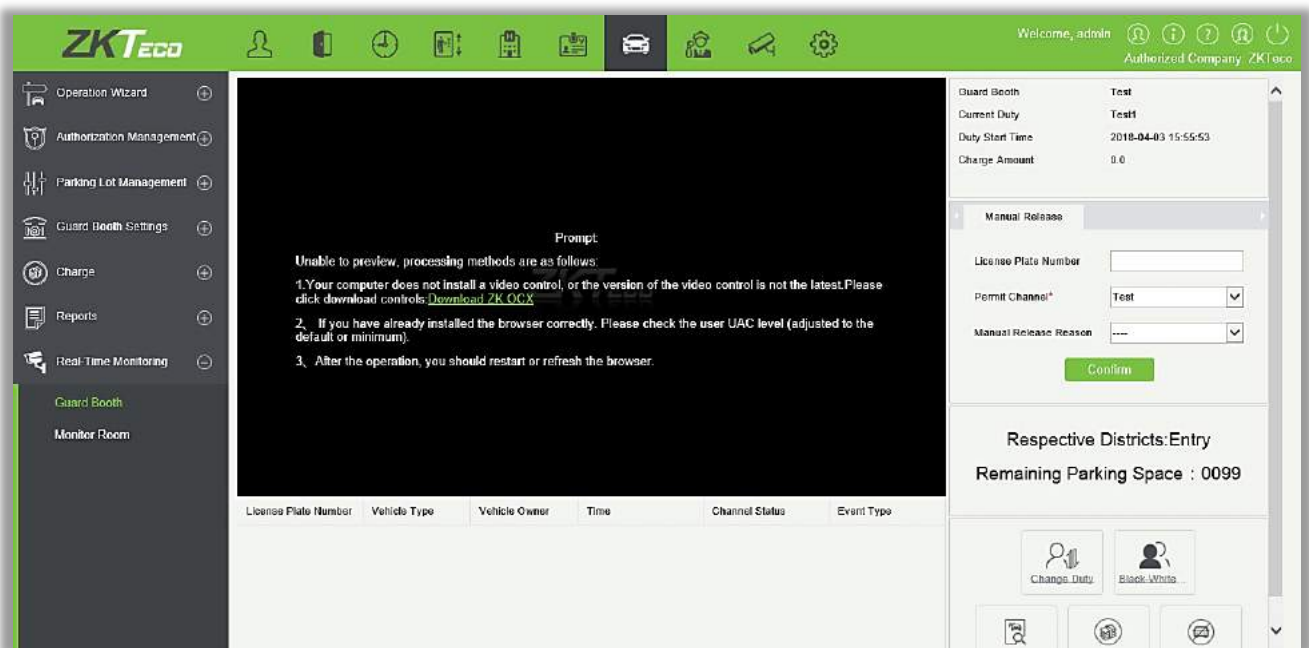 ZKTECO
Welcome, admin
Authorized Company: ZKTeco
Operation Wizard
Authorization Management
Parking Lot Management
Guard Booth Settings
Charge
Reports
Real-Time Monitoring
Guard Booth
Monitor Room
Prompt:
Unable to preview, processing methods are as follows:
1.Your computer does not install a video control, or the version of the video control is not the latest.Please
click download controls:Download ZK OCX
2、 If you have already installed the browser correctly. Please check the user UAC level (adjusted to the
default or minimum).
3、 After the operation, you should restart or refresh the browser.
License Plate Number Vehicle Type Vehicle Owner Time Channel Status Event Type
Guard Booth Test
Current Duty Test1
Duty Start Time 2018-04-03 15:55:53
Charge Amount 0.0
Manual Release
License Plate Number
Permit Channel* Test
Manual Release Reason ----
Confirm
Respective Districts:Entry
Remaining Parking Space : 0099
Change Duty Black-White...